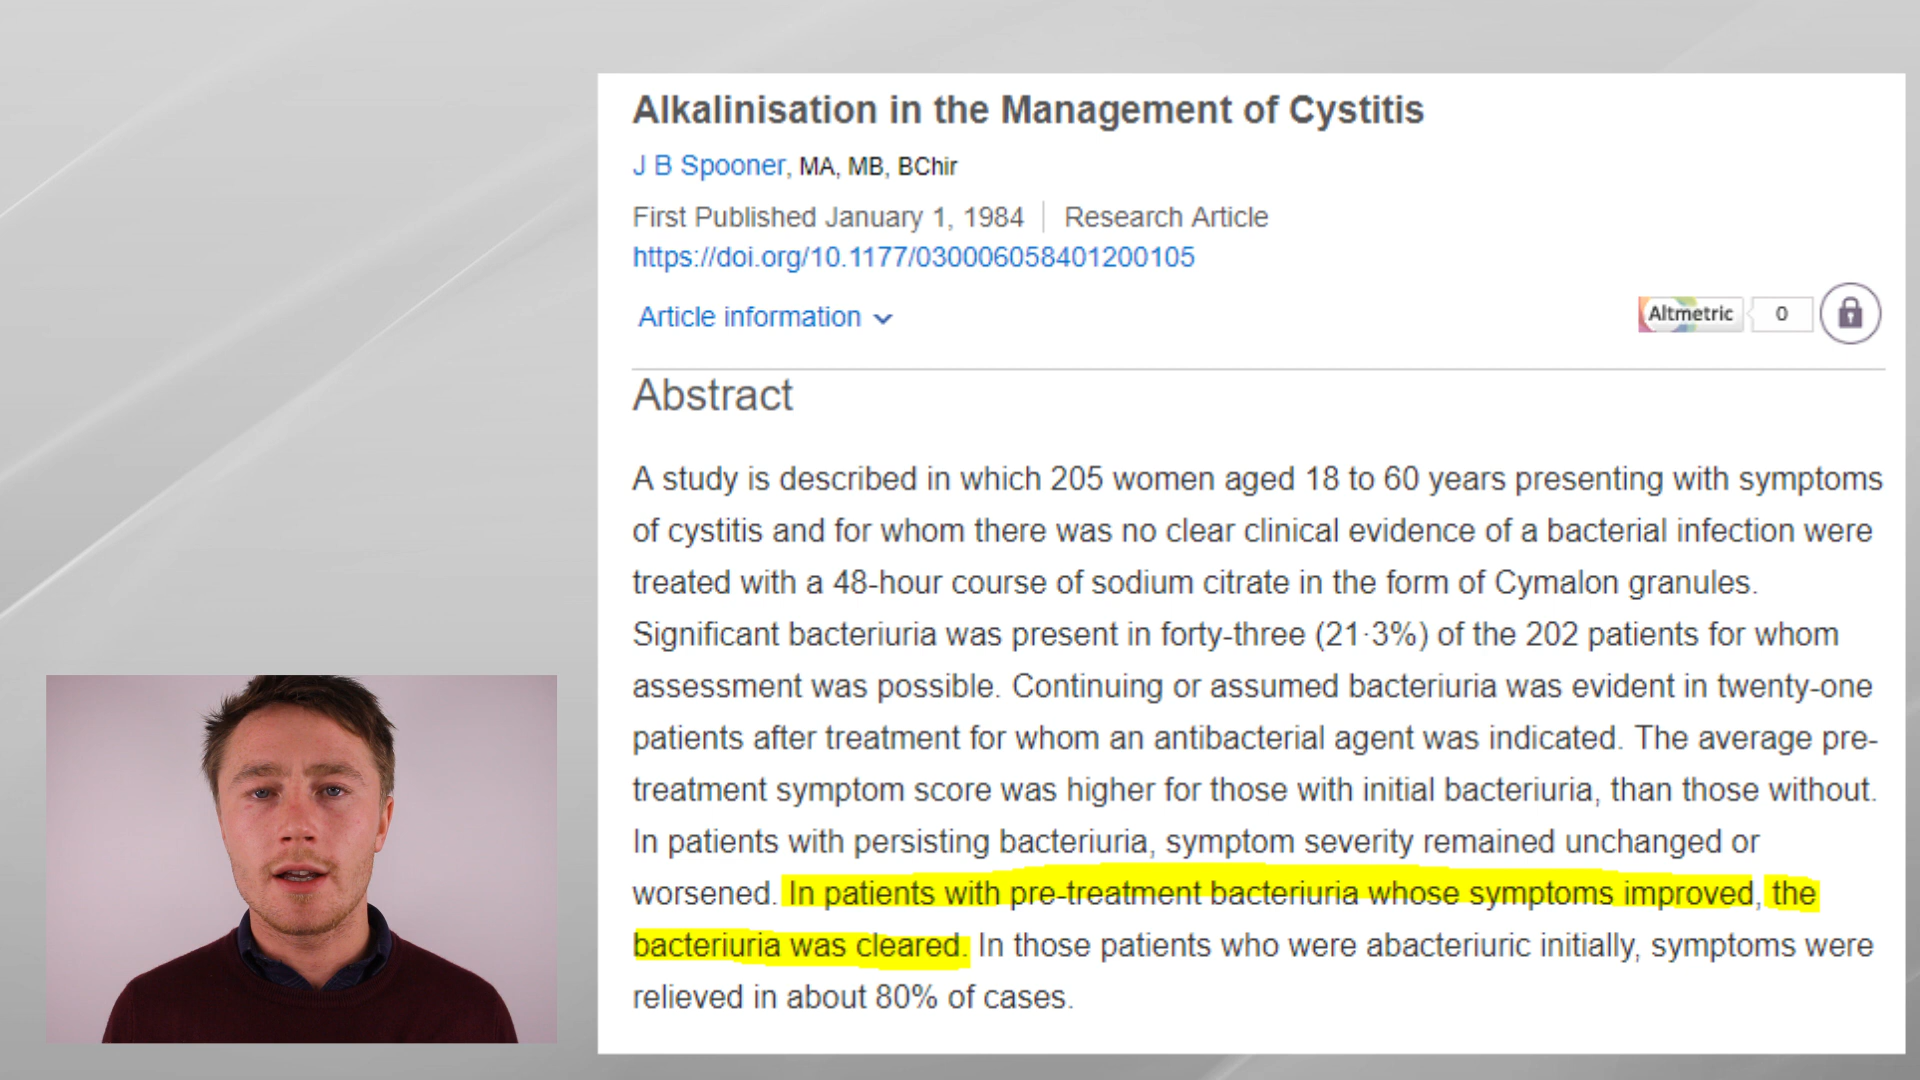 Alkalinisation in the Management of Cystitis
J B Spooner, MA, MB, BChir
First Published January 1, 1984 Research Article
https://doi.org/10.1177/030006058401200105
Article information
Altmetric 0
Abstract
A study is described in which 205 women aged 18 to 60 years presenting with symptoms
of cystitis and for whom there was no clear clinical evidence of a bacterial infection were
treated with a 48-hour course of sodium citrate in the form of Cymalon granules.
Significant bacteriuria was present in forty-three (21·3%) of the 202 patients for whom
assessment was possible. Continuing or assumed bacteriuria was evident in twenty-one
patients after treatment for whom an antibacterial agent was indicated. The average pre-
treatment symptom score was higher for those with initial bacteriuria, than those without.
In patients with persisting bacteriuria, symptom severity remained unchanged or
worsened. In patients with pre-treatment bacteriuria whose symptoms improved, the
bacteriuria was cleared. In those patients who were abacteriuric initially, symptoms were
relieved in about 80% of cases.